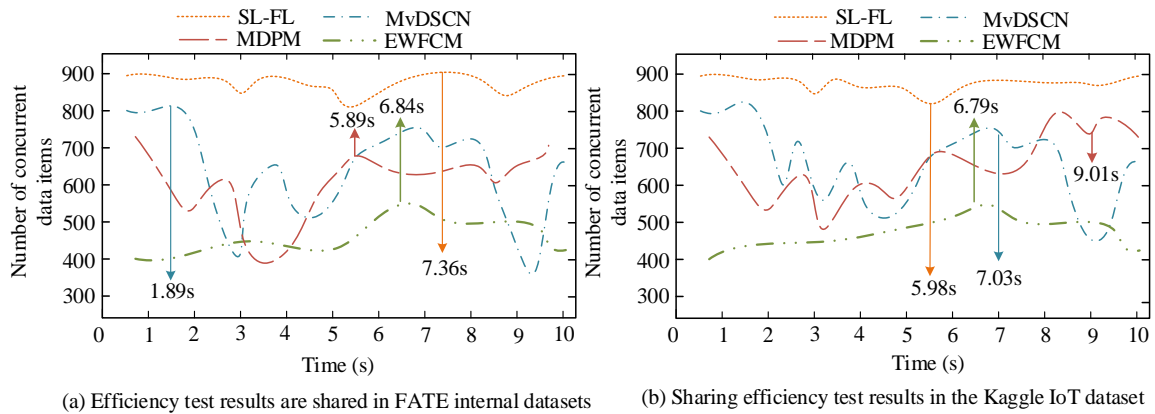 SL-FL MvDSCN
MDPM EWFCM
Number of concurrent
data items
900
800
700
600
500
400
300
0 1 2 3 4 5 6 7 8 9 10
Time (s)
1.89s
5.89s
6.84s
7.36s
(a) Efficiency test results are shared in FATE internal datasets
SL-FL MvDSCN
MDPM EWFCM
Number of concurrent
data items
900
800
700
600
500
400
300
0 1 2 3 4 5 6 7 8 9 10
Time (s)
6.79s
9.01s
5.98s
7.03s
(b) Sharing efficiency test results in the Kaggle IoT dataset